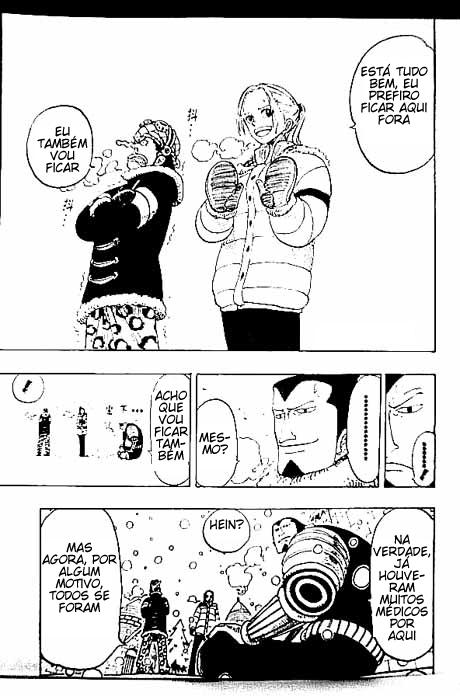 ESTÁ TUDO
BEM, EU
PREFIRO
FICAR AQUI
FORA
EU
TAMBÉM
VOU
FICAR
...........
MES-
MO?
ACHO
QUE
VOU
FICAR
TAM-
BÉM
NA
VERDADE,
JÁ
HOUVE-
RAM
MUITOS
MÉDICOS
POR
AQUI
HEIN?
MAS
AGORA, POR
ALGUM
MOTIVO,
TODOS SE
FORAM